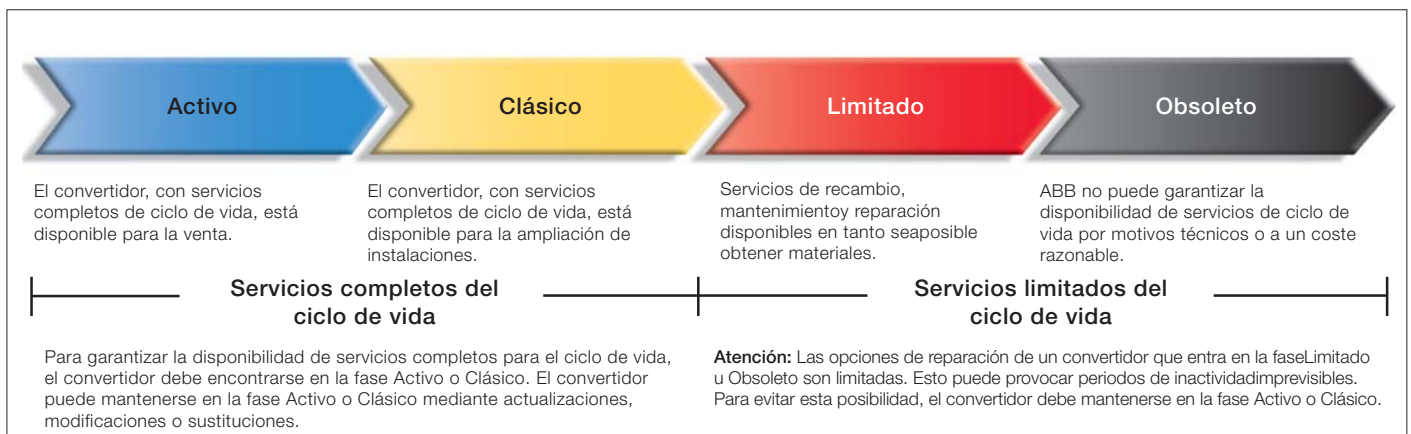 Activo
Clásico
Limitado
Obsoleto
El convertidor, con servicios
completos de ciclo de vida, está
disponible para la venta.
El convertidor, con servicios
completos de ciclo de vida, está
disponible para la ampliación de
instalaciones.
Servicios de recambio,
mantenimientoy reparación
disponibles en tanto seaposible
obtener materiales.
ABB no puede garantizar la
disponibilidad de servicios de ciclo de
vida por motivos técnicos o a un coste
razonable.
Servicios completos del
ciclo de vida
Servicios limitados del
ciclo de vida
Para garantizar la disponibilidad de servicios completos para el ciclo de vida,
el convertidor debe encontrarse en la fase Activo o Clásico. El convertidor
puede mantenerse en la fase Activo o Clásico mediante actualizaciones,
modificaciones o sustituciones.
Atención: Las opciones de reparación de un convertidor que entra en la faseLimitado
u Obsoleto son limitadas. Esto puede provocar periodos de inactividadimprevisibles.
Para evitar esta posibilidad, el convertidor debe mantenerse en la fase Activo o Clásico.